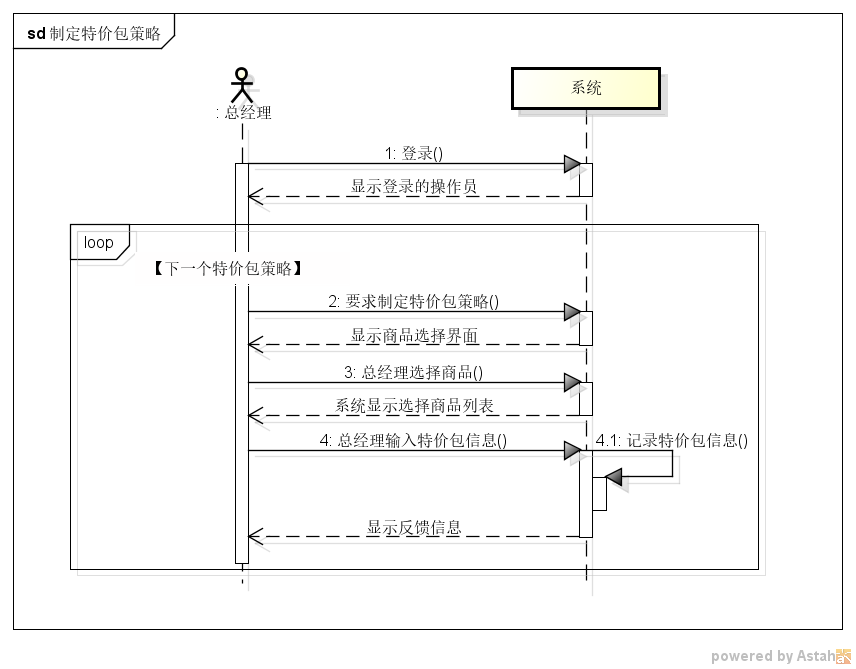 sd 制定特价包策略
: 总经理
系统
1: 登录()
显示登录的操作员
loop
【下一个特价包策略】
2: 要求制定特价包策略()
显示商品选择界面
3: 总经理选择商品()
系统显示选择商品列表
4: 总经理输入特价包信息()
4.1: 记录特价包信息()
显示反馈信息
powered by Astah